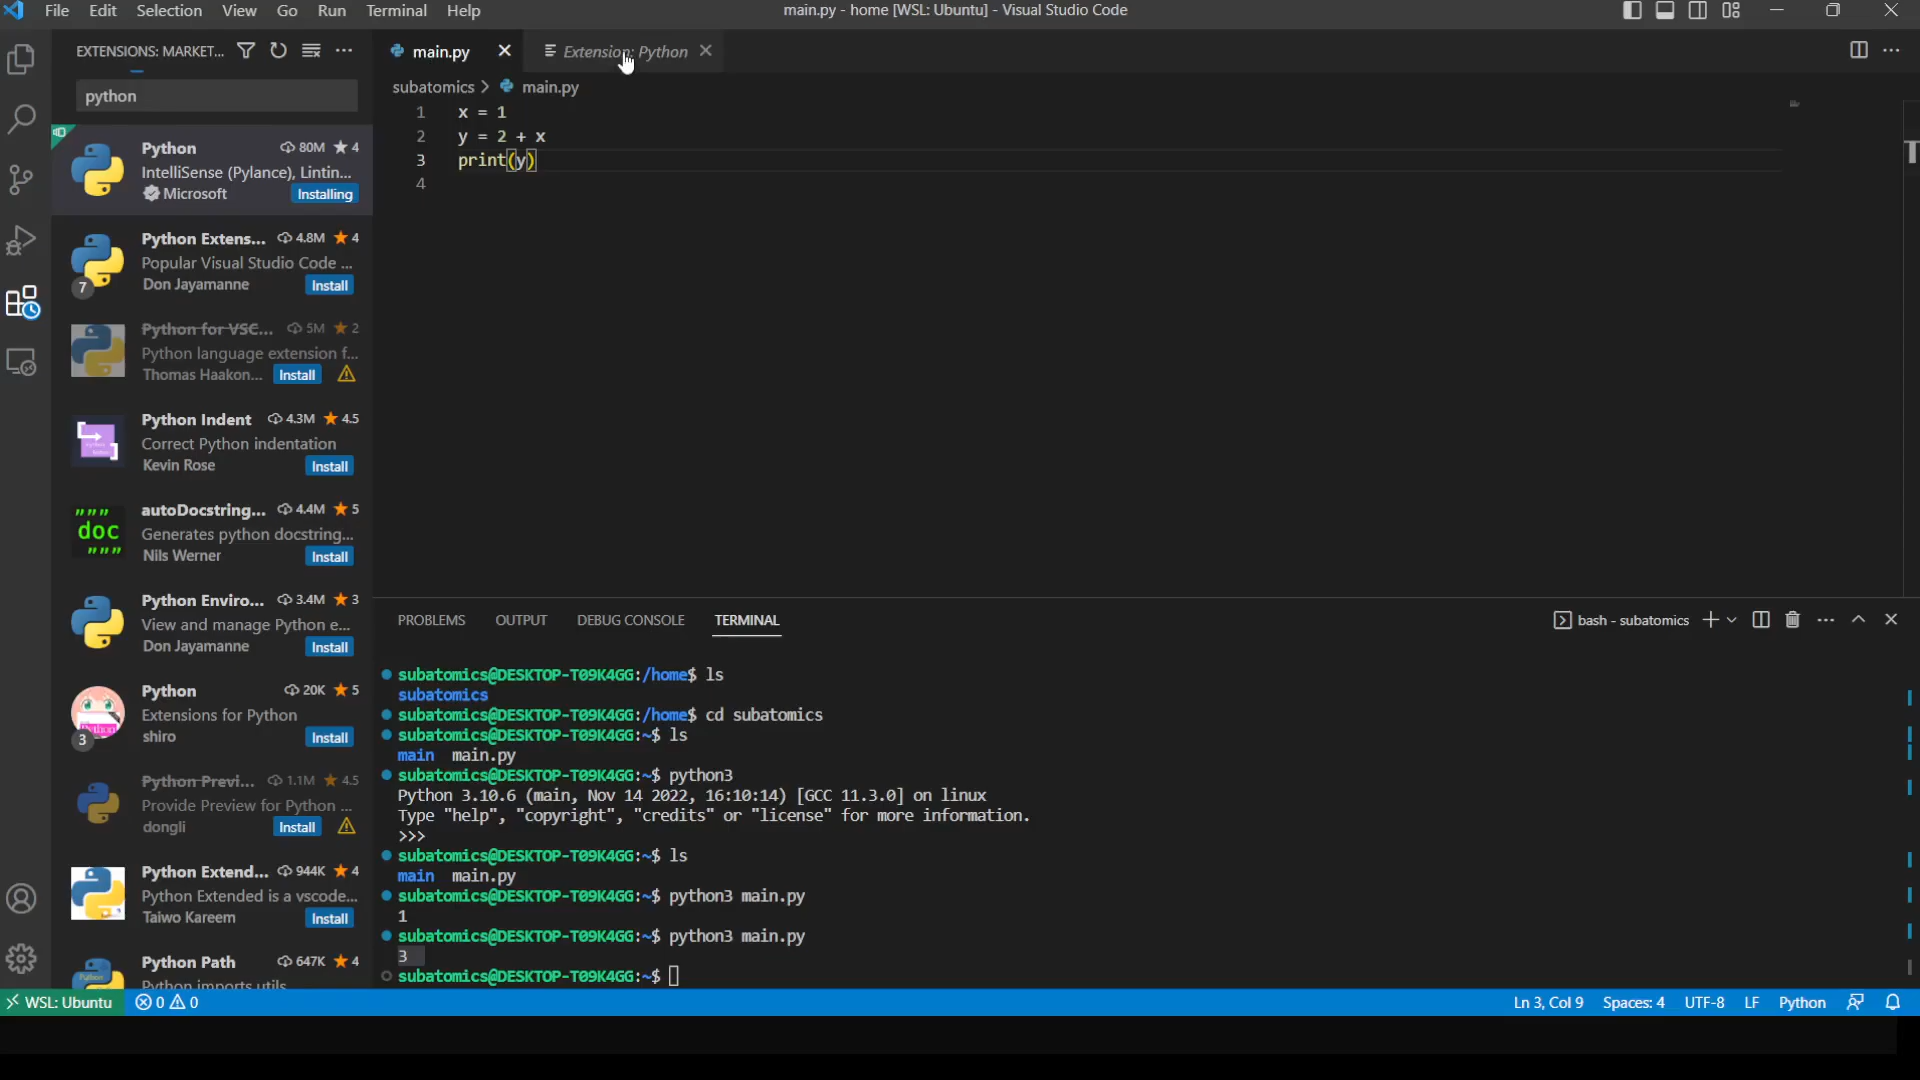 File Edit Selection View Go Run Terminal Help
main.py - home [WSL: Ubuntu] - Visual Studio Code
EXTENSIONS: MARKET...
python
Python 80M 4
IntelliSense (Pylance), Lintin...
Microsoft Installing
Python Extens... 4.8M 4
Popular Visual Studio Code ...
7 Don Jayamanne Install
Python for VSC... 5M 2
Python language extension f...
Thomas Haakon... Install
Python Indent 4.3M 4.5
Correct Python indentation
Kevin Rose Install
autoDocstring... 4.4M 5
"""
doc
"""
Generates python docstring...
Nils Werner Install
Python Enviro... 3.4M 3
View and manage Python e...
Don Jayamanne Install
Python 20K 5
Extensions for Python
3 shiro Install
Python Previ... 1.1M 4.5
Provide Preview for Python ...
dongli Install
Python Extend... 944K 4
Python Extended is a vscode...
Taiwo Kareem Install
Python Path 647K 4
Python imports utils
main.py Extension: Python
subatomics > main.py
1 x = 1
2 y = 2 + x
3 print(y)
4
PROBLEMS OUTPUT DEBUG CONSOLE TERMINAL
bash - subatomics
subatomics@DESKTOP-T09K4GG:/home$ ls
subatomics
subatomics@DESKTOP-T09K4GG:/home$ cd subatomics
subatomics@DESKTOP-T09K4GG:~$ ls
main main.py
subatomics@DESKTOP-T09K4GG:~$ python3
Python 3.10.6 (main, Nov 14 2022, 16:10:14) [GCC 11.3.0] on linux
Type "help", "copyright", "credits" or "license" for more information.
>>>
subatomics@DESKTOP-T09K4GG:~$ ls
main main.py
subatomics@DESKTOP-T09K4GG:~$ python3 main.py
1
subatomics@DESKTOP-T09K4GG:~$ python3 main.py
3
subatomics@DESKTOP-T09K4GG:~$
WSL: Ubuntu 0 0 Ln 3, Col 9 Spaces: 4 UTF-8 LF Python